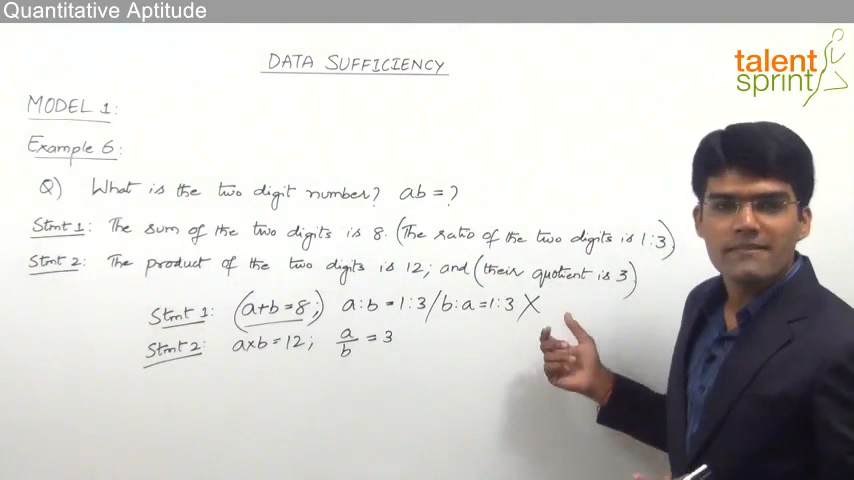 Quantitative Aptitude
DATA SUFFICIENCY
talent
sprint
MODEL 1:
Example 6:
Q) What is the two digit number? ab = ?
Stmt 1: The sum of the two digits is 8. (The ratio of the two digits is 1:3)
Stmt 2: The product of the two digits is 12; and (their quotient is 3)
Stmt 1: (a+b = 8;) a:b = 1:3 / b:a = 1:3 X
Stmt 2: a×b = 12; a/b = 3